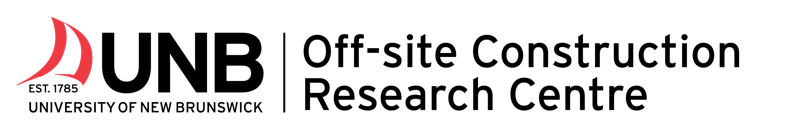 UNB
EST. 1785
UNIVERSITY OF NEW BRUNSWICK
Off-site Construction
Research Centre